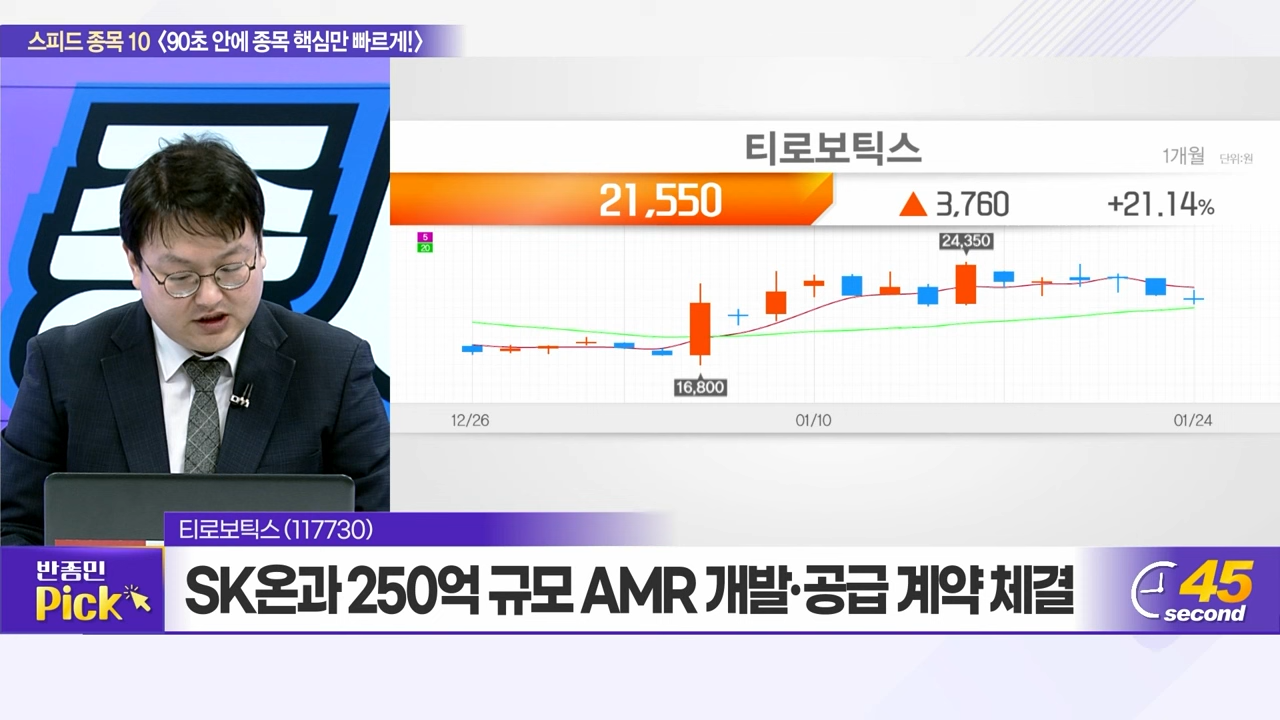 스피드 종목 10 〈90초 안에 종목 핵심만 빠르게!〉
티로보틱스
1개월 단위:원
21,550 ▲ 3,760 +21.14%
5
20
24,350
16,800
12/26 01/10 01/24
티로보틱스 (117730)
반종민
Pick
SK온과 250억 규모 AMR 개발·공급 계약 체결
45
second